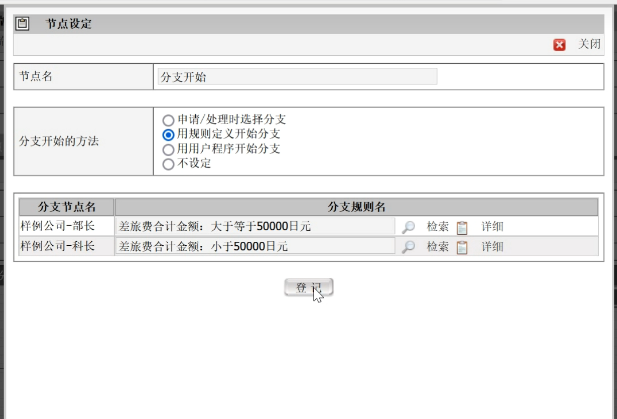 节点设定
关闭
节点名 分支开始
分支开始的方法
申请/处理时选择分支
用规则定义开始分支
用用户程序开始分支
不设定
分支节点名 分支规则名
样例公司-部长 差旅费合计金额：大于等于50000日元 检索 详细
样例公司-科长 差旅费合计金额：小于50000日元 检索 详细
登 记